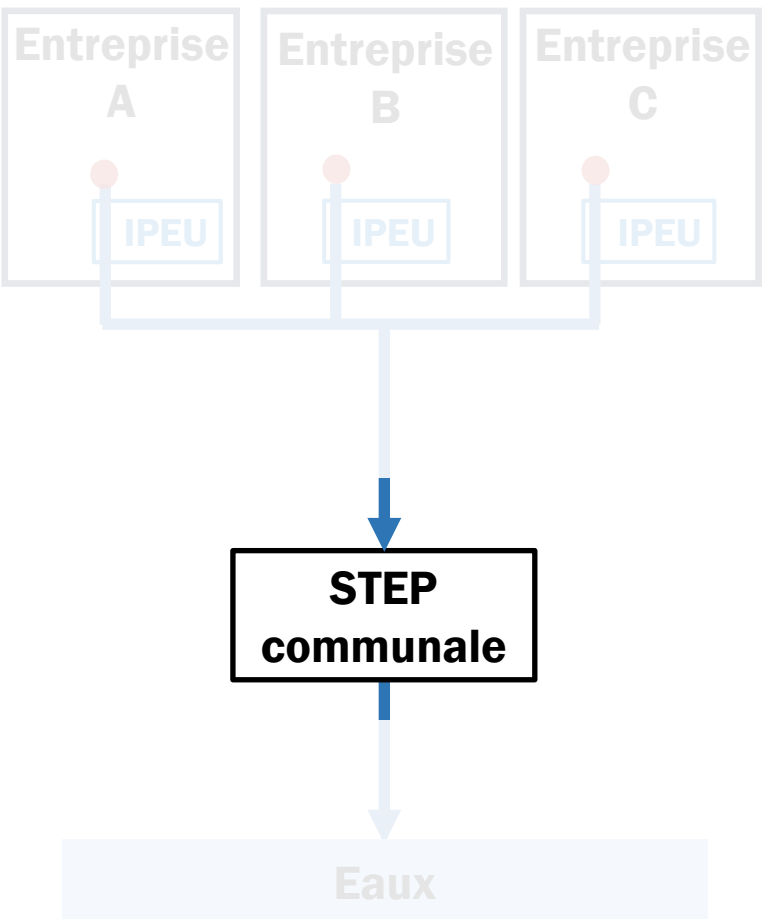 Entreprise
A
Entreprise
B
Entreprise
C
IPEU
IPEU
IPEU
STEP
communale
Eaux